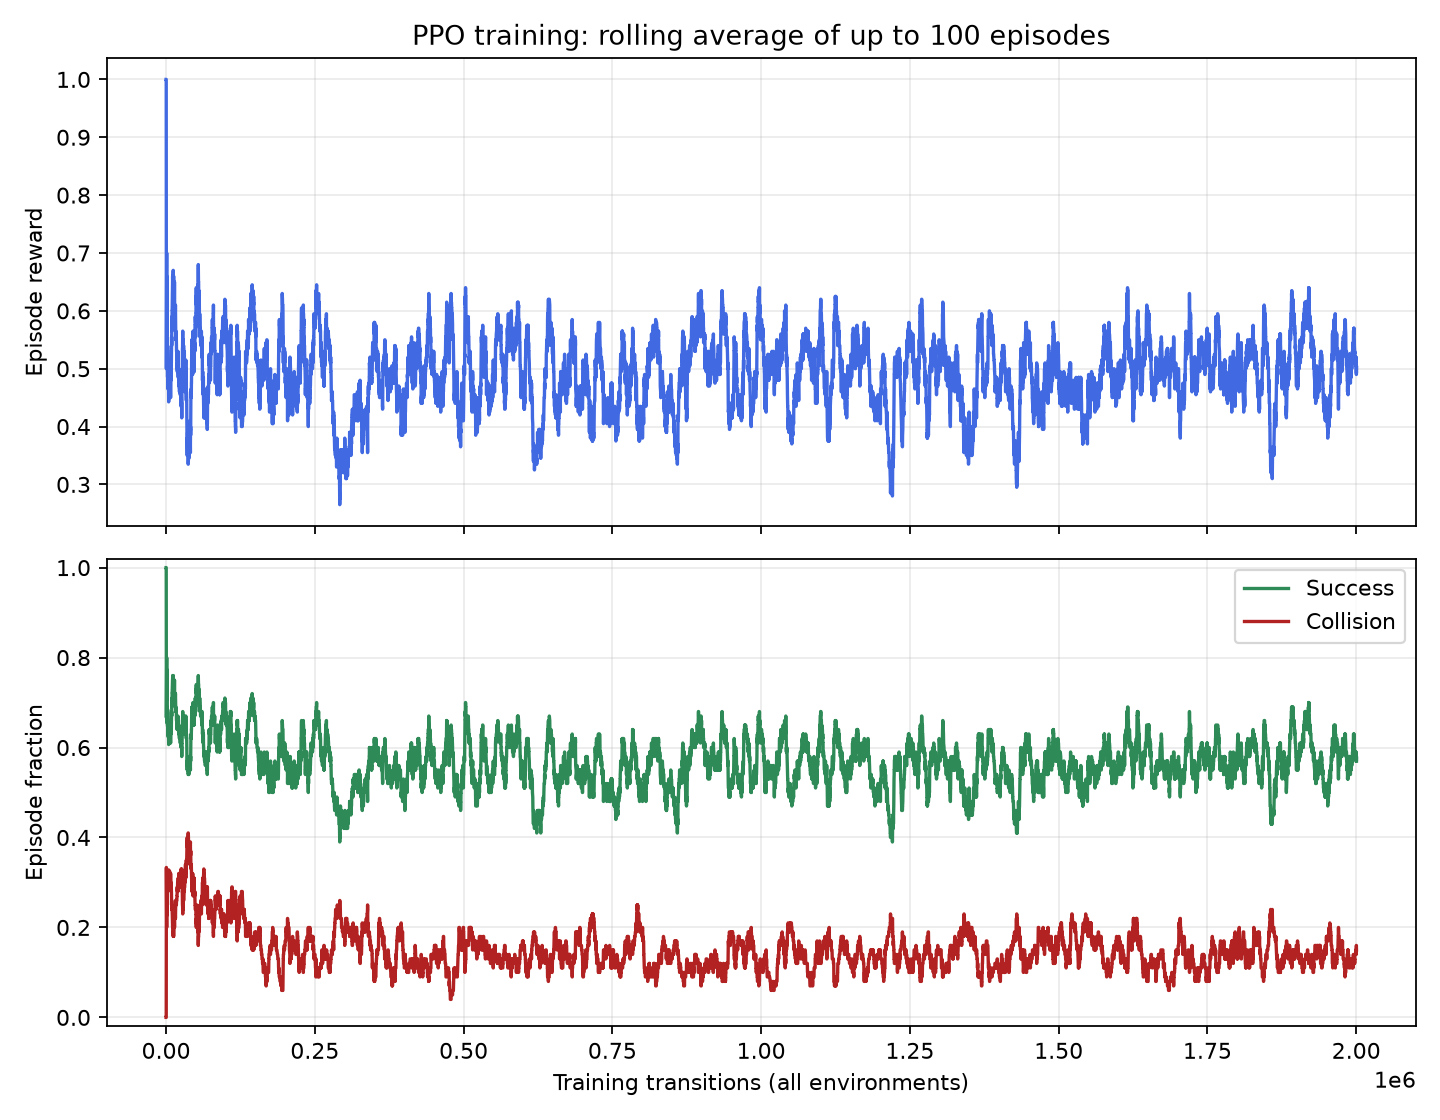 PPO training: rolling average of up to 100 episodes
1.0
0.9
0.8
0.7
0.6
0.5
0.4
0.3
Episode reward
1.0
0.8
0.6
0.4
0.2
0.0
Episode fraction
Success
Collision
0.00 0.25 0.50 0.75 1.00 1.25 1.50 1.75 2.00
1e6
Training transitions (all environments)